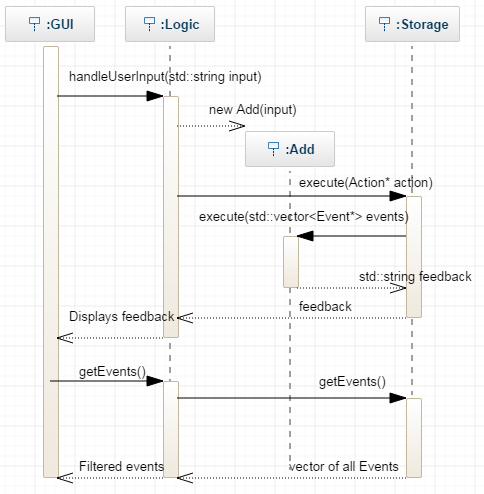 :GUI
:Logic
:Storage
handleUserInput(std::string input)
new Add(input)
:Add
execute(Action* action)
execute(std::vector<Event*> events)
std::string feedback
feedback
Displays feedback
getEvents()
getEvents()
Filtered events
vector of all Events